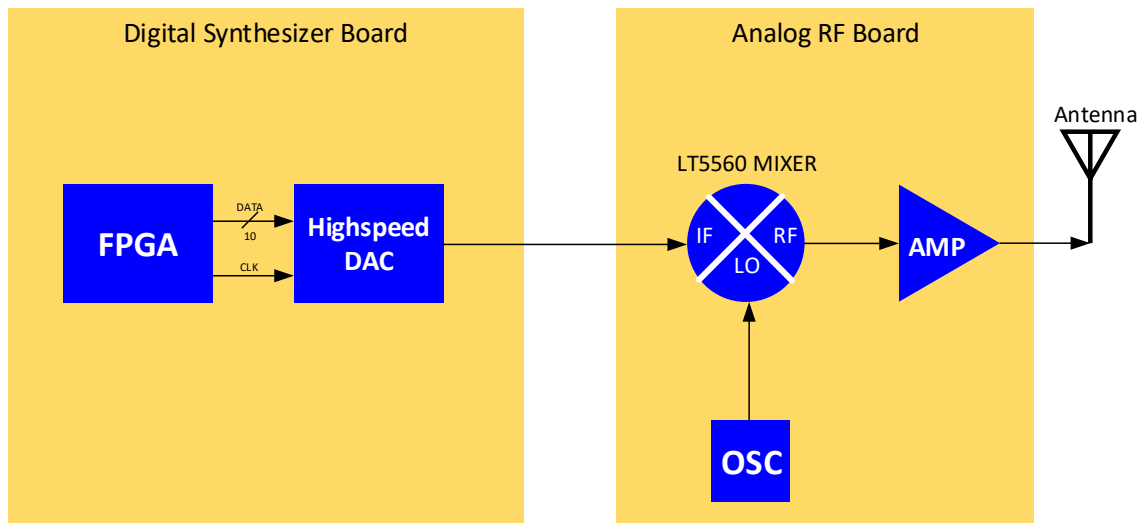 Digital Synthesizer Board
Analog RF Board
Antenna
LT5560 MIXER
FPGA
DATA
10
CLK
Highspeed
DAC
IF
RF
LO
AMP
OSC